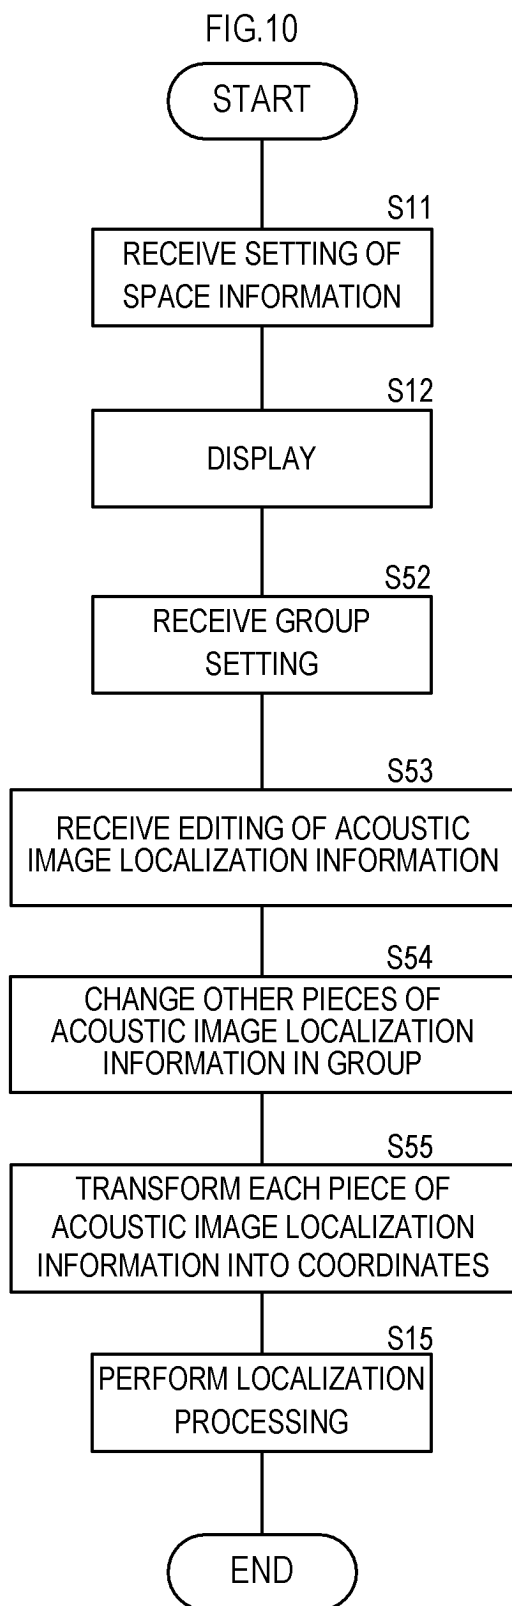 FIG.10
START
S11
RECEIVE SETTING OF
SPACE INFORMATION
S12
DISPLAY
S52
RECEIVE GROUP
SETTING
S53
RECEIVE EDITING OF ACOUSTIC
IMAGE LOCALIZATION INFORMATION
S54
CHANGE OTHER PIECES OF
ACOUSTIC IMAGE LOCALIZATION
INFORMATION IN GROUP
S55
TRANSFORM EACH PIECE OF
ACOUSTIC IMAGE LOCALIZATION
INFORMATION INTO COORDINATES
S15
PERFORM LOCALIZATION
PROCESSING
END